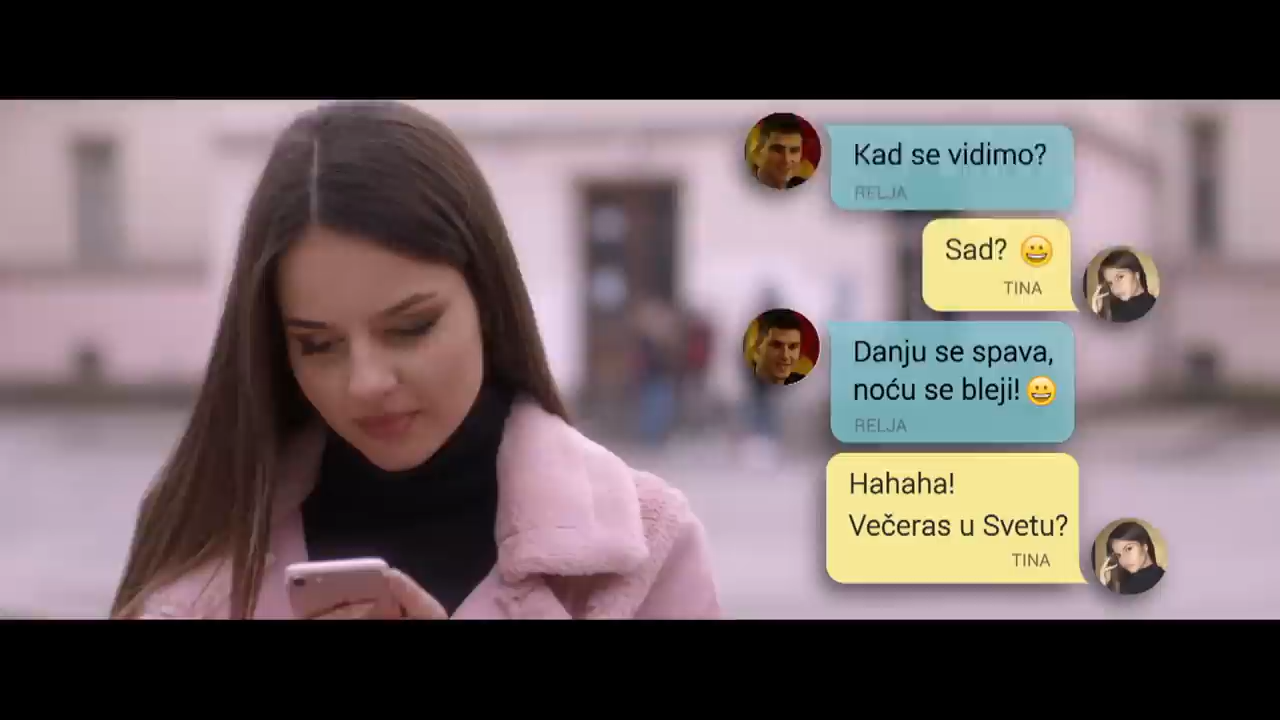 Kad se vidimo?
RELJA
Sad? 😀
TINA
Danju se spava,
noću se bleji! 😀
RELJA
Hahaha!
Večeras u Svetu?
TINA